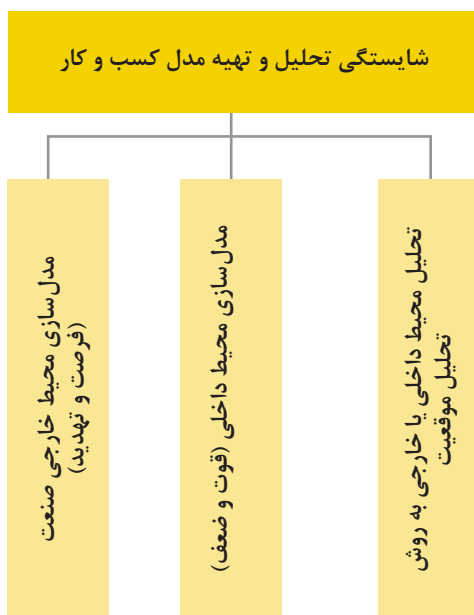 شایستگی تحلیل و تهیه مدل کسب و کار
تحلیل محیط داخلی یا خارجی به روش
تحلیل موقعیت
مدل‌سازی محیط داخلی (قوت و ضعف)
مدل‌سازی محیط خارجی صنعت
(فرصت و تهدید)